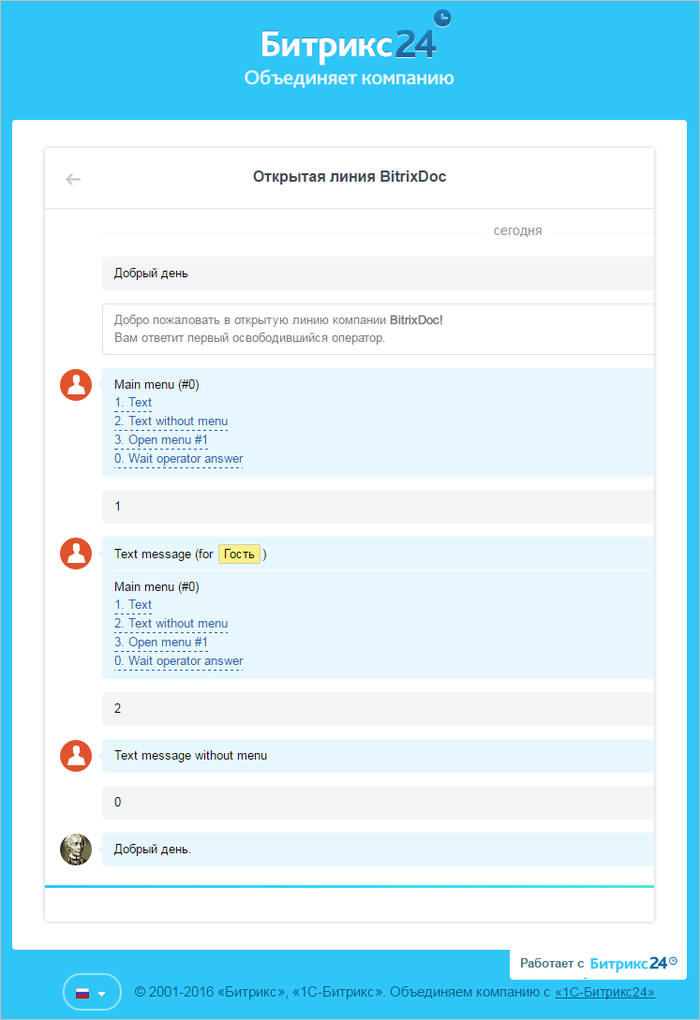 Битрикс24
Объединяет компанию
Открытая линия BitrixDoc
сегодня
Добрый день
Добро пожаловать в открытую линию компании BitrixDoc!
Вам ответит первый освободившийся оператор.
Main menu (#0)
1. Text
2. Text without menu
3. Open menu #1
0. Wait operator answer
1
Text message (for Гость )
Main menu (#0)
1. Text
2. Text without menu
3. Open menu #1
0. Wait operator answer
2
Text message without menu
0
Добрый день.
Работает с Битрикс24
© 2001-2016 «Битрикс», «1С-Битрикс». Объединяем компанию с «1С-Битрикс24»